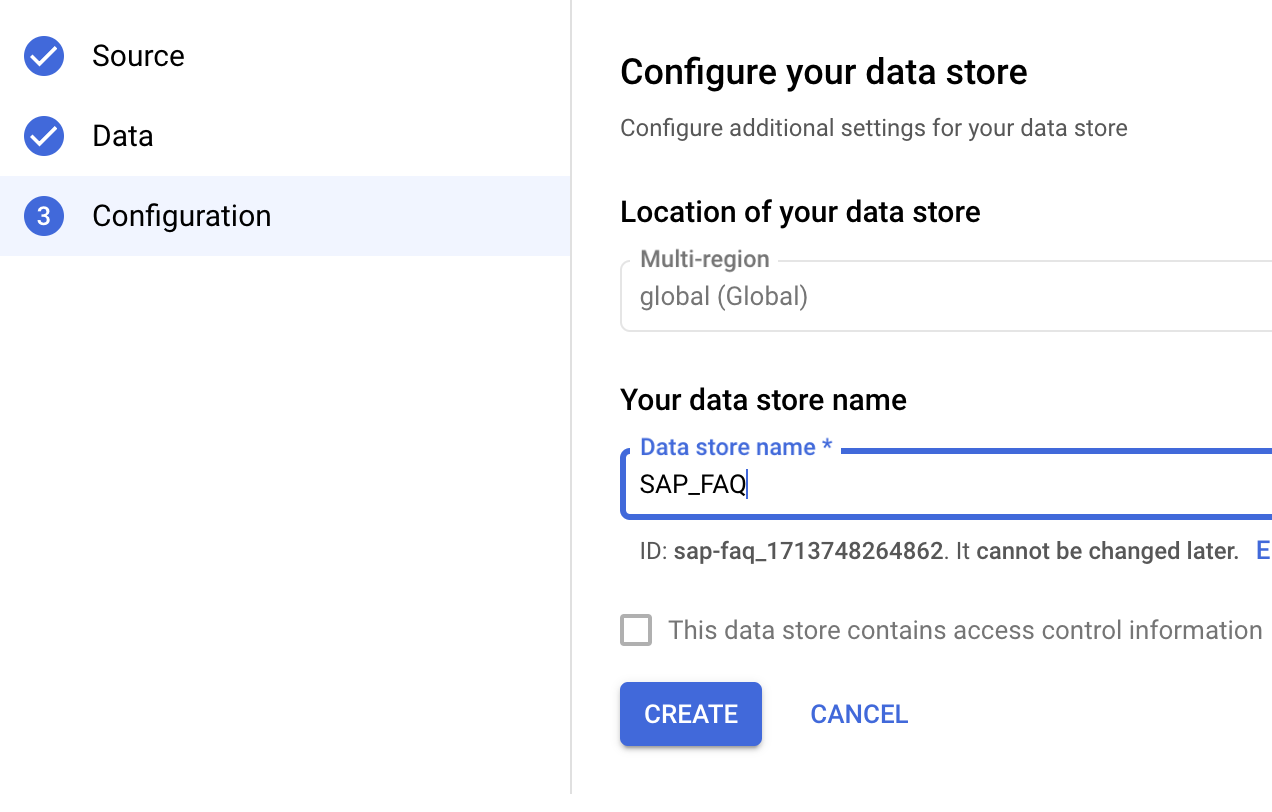 Source
Data
3 Configuration
Configure your data store
Configure additional settings for your data store
Location of your data store
Multi-region
global (Global)
Your data store name
Data store name *
SAP_FAQ
ID: sap-faq_1713748264862. It cannot be changed later. E
This data store contains access control information
CREATE CANCEL